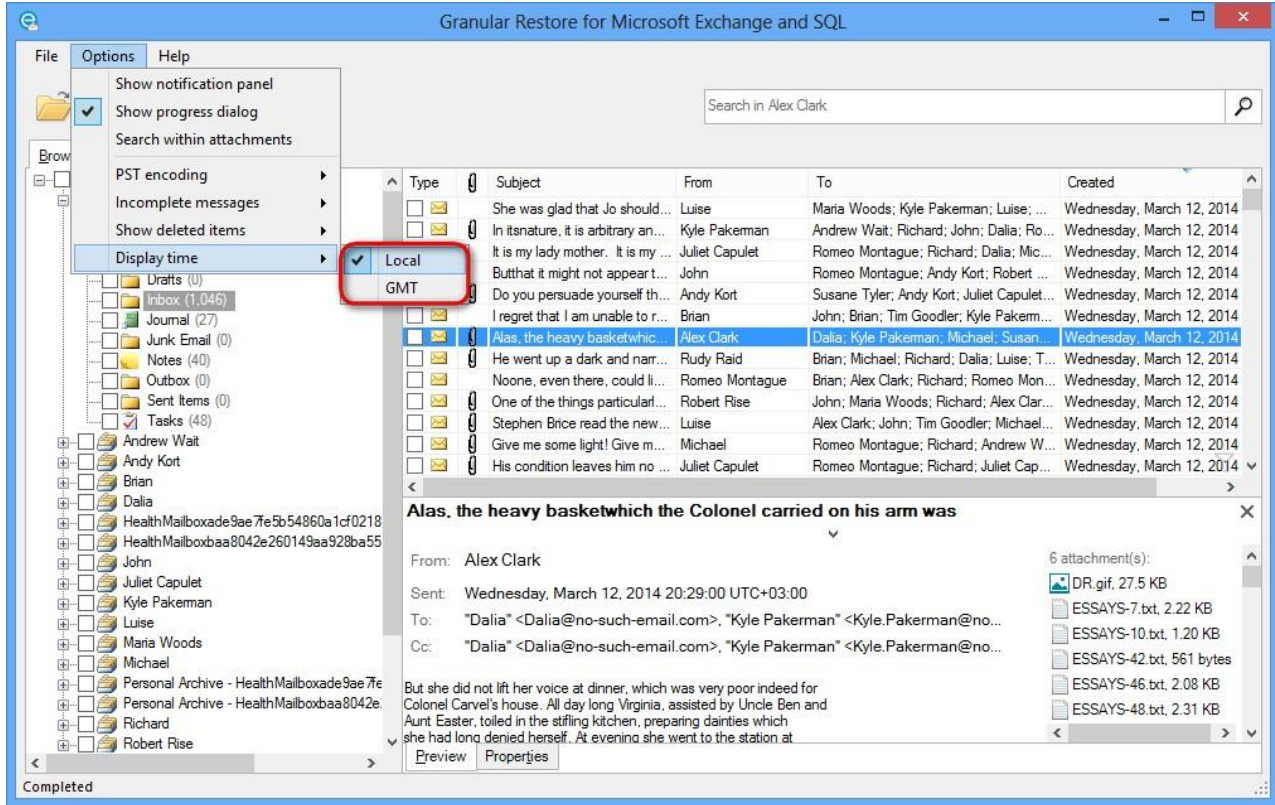 Granular Restore for Microsoft Exchange and SQL
File Options Help
Show notification panel
Show progress dialog
Search within attachments
PST encoding
Incomplete messages
Show deleted items
Display time
Local
GMT
Search in Alex Clark
Brow
Drafts (0)
Inbox (1,046)
Journal (27)
Junk Email (0)
Notes (40)
Outbox (0)
Sent Items (0)
Tasks (48)
Andrew Wait
Andy Kort
Brian
Dalia
HealthMailboxade9ae7fe5b54860a1cf0218
HealthMailboxbaa8042e260149aa928ba55
John
Juliet Capulet
Kyle Pakerman
Luise
Maria Woods
Michael
Personal Archive - HealthMailboxade9ae7fe
Personal Archive - HealthMailboxbaa8042e
Richard
Robert Rise
Type Subject From To Created
She was glad that Jo should... Luise Maria Woods; Kyle Pakerman; Luise; ... Wednesday, March 12, 2014
In itsnature, it is arbitrary an... Kyle Pakerman Andrew Wait; Richard; John; Dalia; Ro... Wednesday, March 12, 2014
It is my lady mother. It is my ... Juliet Capulet Romeo Montague; Richard; Dalia; Mic... Wednesday, March 12, 2014
Butthat it might not appear t... John Romeo Montague; Andy Kort; Robert ... Wednesday, March 12, 2014
Do you persuade yourself th... Andy Kort Susane Tyler; Andy Kort; Juliet Capulet... Wednesday, March 12, 2014
I regret that I am unable to r... Brian John; Brian; Tim Goodler; Kyle Pakerm... Wednesday, March 12, 2014
Alas, the heavy basketwhic... Alex Clark Dalia; Kyle Pakerman; Michael; Susan... Wednesday, March 12, 2014
He went up a dark and narr... Rudy Raid Brian; Michael; Richard; Dalia; Luise; T... Wednesday, March 12, 2014
Noone, even there, could li... Romeo Montague Brian; Alex Clark; Richard; Romeo Mon... Wednesday, March 12, 2014
One of the things particularl... Robert Rise John; Maria Woods; Richard; Alex Clar... Wednesday, March 12, 2014
Stephen Brice read the new... Luise Alex Clark; John; Tim Goodler; Michael... Wednesday, March 12, 2014
Give me some light! Give m... Michael Romeo Montague; Richard; Andrew W... Wednesday, March 12, 2014
His condition leaves him no ... Juliet Capulet Romeo Montague; Richard; Juliet Cap... Wednesday, March 12, 2014
Alas, the heavy basketwhich the Colonel carried on his arm was
From: Alex Clark
Sent: Wednesday, March 12, 2014 20:29:00 UTC+03:00
To: "Dalia" <Dalia@no-such-email.com>, "Kyle Pakerman" <Kyle.Pakerman@no...
Cc: "Dalia" <Dalia@no-such-email.com>, "Kyle Pakerman" <Kyle.Pakerman@no...
6 attachment(s):
DR.gif, 27.5 KB
ESSAYS-7.txt, 2.22 KB
ESSAYS-10.txt, 1.20 KB
ESSAYS-42.txt, 561 bytes
ESSAYS-46.txt, 2.08 KB
ESSAYS-48.txt, 2.31 KB
But she did not lift her voice at dinner, which was very poor indeed for
Colonel Carvel's house. All day long Virginia, assisted by Uncle Ben and
Aunt Easter, toiled in the stifling kitchen, preparing dainties which
she had long denied herself. At evening she went to the station at
Preview Properties
Completed